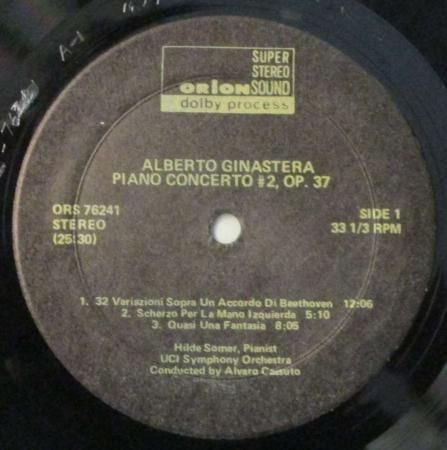 SUPER
STEREO
ORION SOUND
dolby process
ALBERTO GINASTERA
PIANO CONCERTO #2, OP. 37
ORS 76241
STEREO
(25:30)
SIDE 1
33 1/3 RPM
1. 32 Variazioni Sopra Un Accordo Di Beethoven 12:06
2. Scherzo Per La Mano Izquierda 5:10
3. Quasi Una Fantasia 8:05
Hilde Somer, Pianist
UCI Symphony Orchestra
Conducted by Alvaro Cassuto
A-1